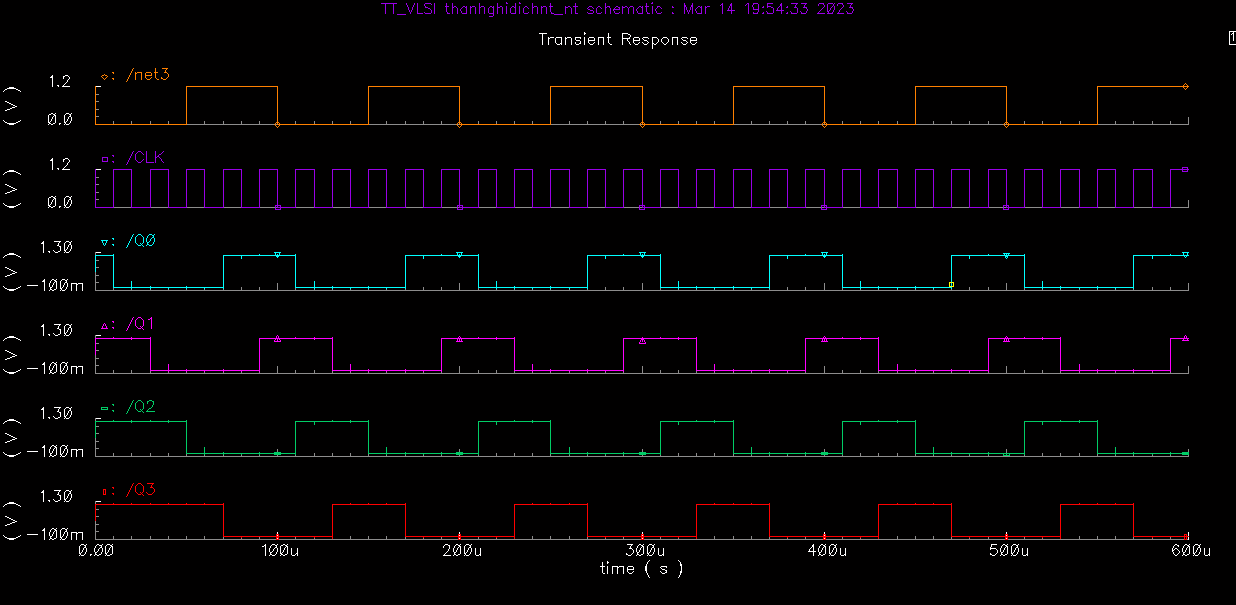 TT_VLSI thanhghidichnt_nt schematic : Mar 14 19:54:33 2023
Transient Response
1
: /net3
1.2
(V)
0.0
: /CLK
1.2
(V)
0.0
: /Q0
1.30
(V)
-100m
: /Q1
1.30
(V)
-100m
: /Q2
1.30
(V)
-100m
: /Q3
1.30
(V)
-100m
0.00 100u 200u 300u 400u 500u 600u
time ( s )